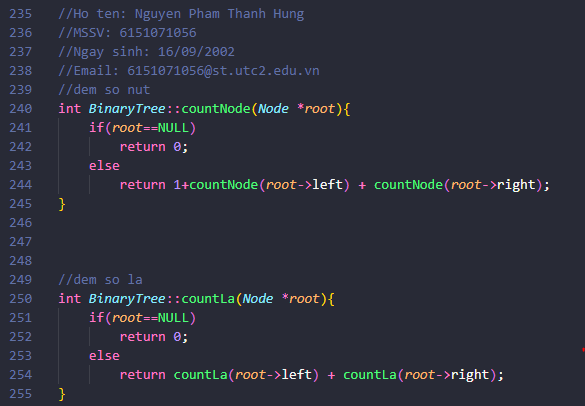 235 //Ho ten: Nguyen Pham Thanh Hung
236 //MSSV: 6151071056
237 //Ngay sinh: 16/09/2002
238 //Email: 6151071056@st.utc2.edu.vn
239 //dem so nut
240 int BinaryTree::countNode(Node *root){
241     if(root==NULL)
242         return 0;
243     else
244         return 1+countNode(root->left) + countNode(root->right);
245 }
246
247
248
249 //dem so la
250 int BinaryTree::countLa(Node *root){
251     if(root==NULL)
252         return 0;
253     else
254         return countLa(root->left) + countLa(root->right);
255 }